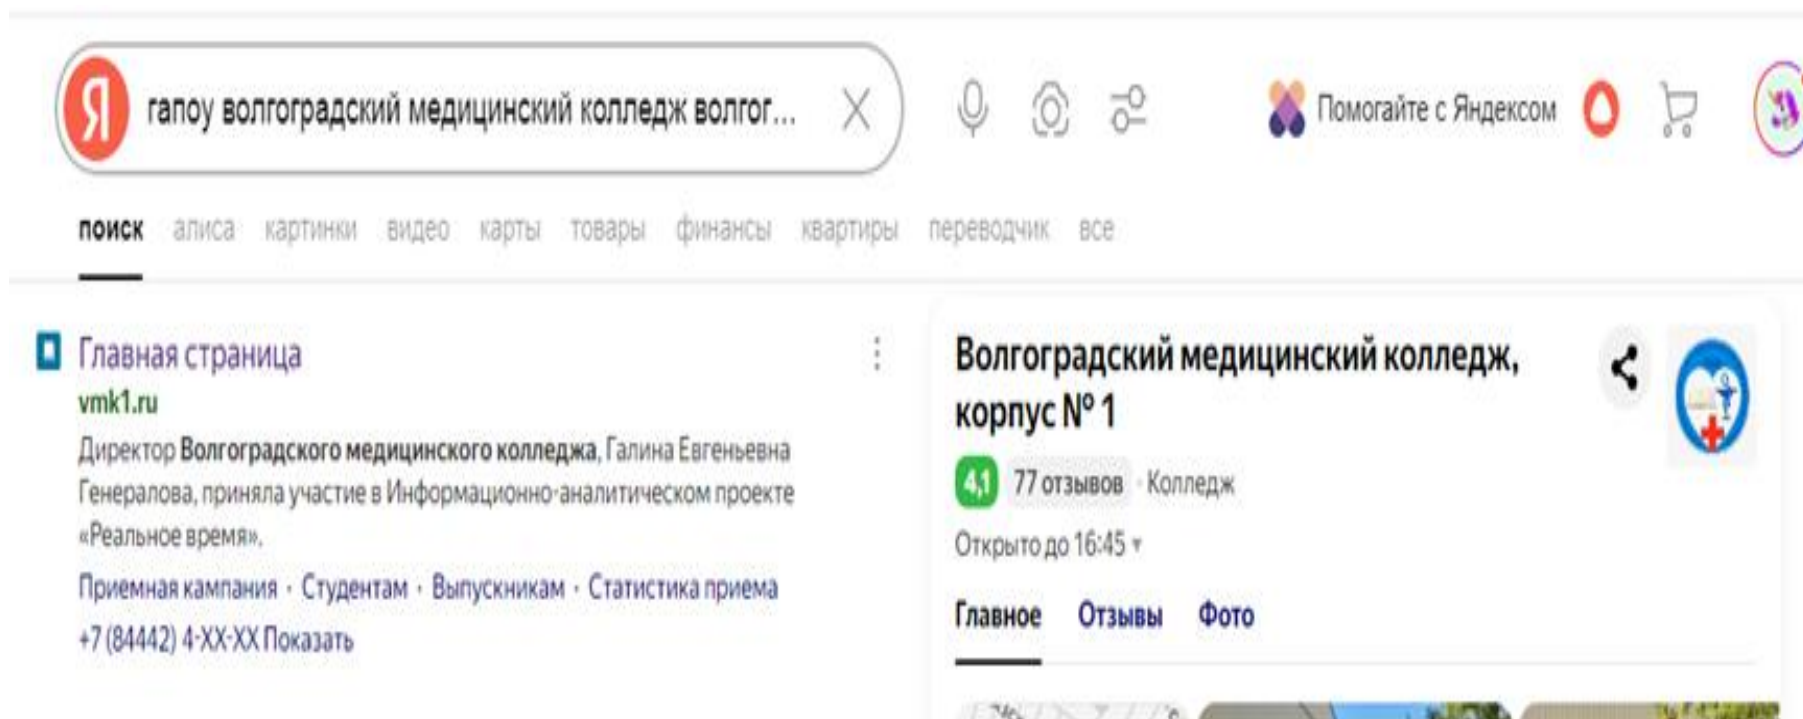 Я гапоу волгоградский медицинский колледж волгог...
Помогайте с Яндексом
поиск алиса картинки видео карты товары финансы квартиры переводчик все
Главная страница
vmk1.ru
Директор Волгоградского медицинского колледжа, Галина Евгеньевна
Генералова, приняла участие в Информационно-аналитическом проекте
«Реальное время».
Приемная кампания · Студентам · Выпускникам · Статистика приема
+7 (84442) 4-XX-XX Показать
Волгоградский медицинский колледж,
корпус № 1
4,1 77 отзывов · Колледж
Открыто до 16:45
Главное Отзывы Фото